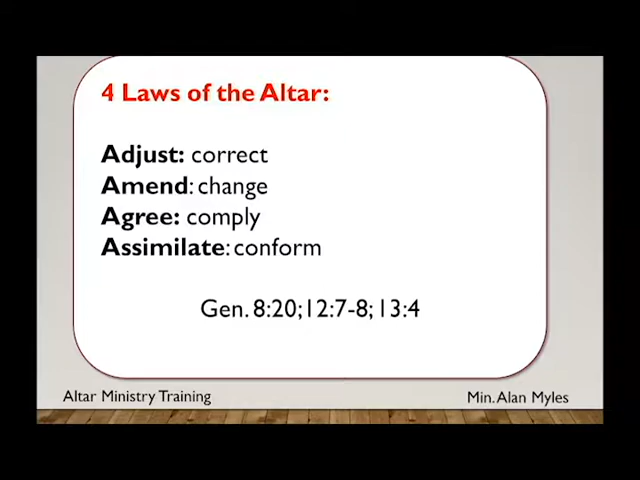 4 Laws of the Altar:
Adjust: correct
Amend: change
Agree: comply
Assimilate: conform
Gen. 8:20;12:7-8;13:4
Altar Ministry Training
Min. Alan Myles